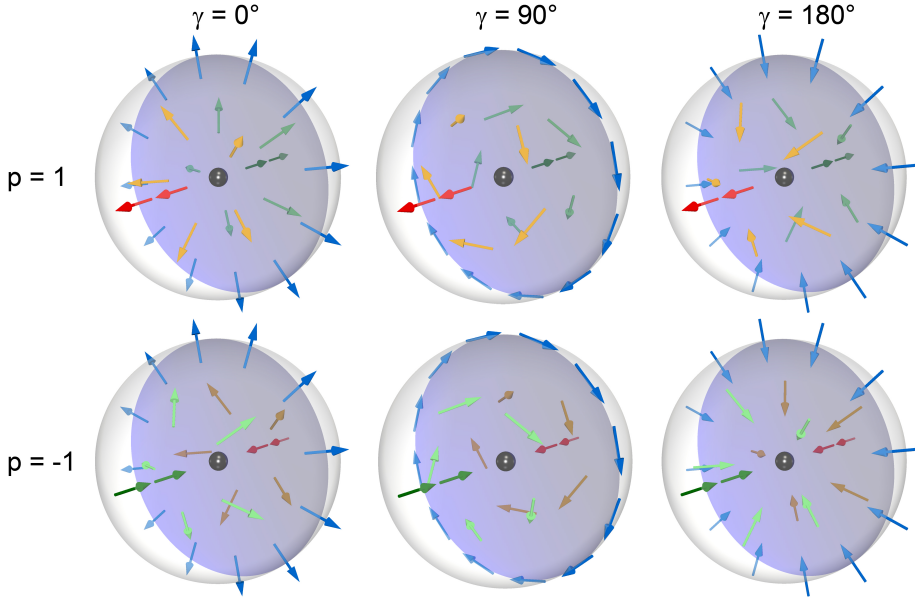 γ = 0°
γ = 90°
γ = 180°
p = 1
p = -1